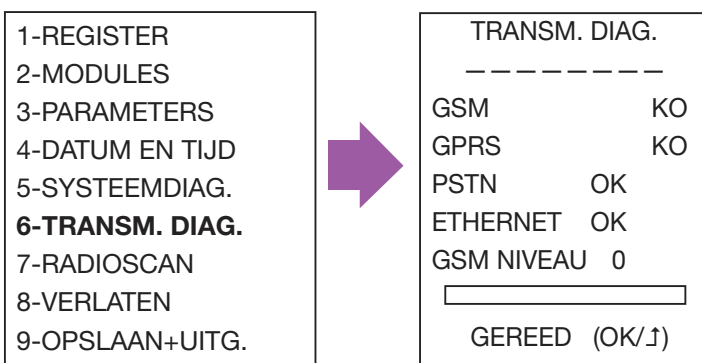 1-REGISTER
2-MODULES
3-PARAMETERS
4-DATUM EN TIJD
5-SYSTEEMDIAG.
6-TRANSM. DIAG.
7-RADIOSCAN
8-VERLATEN
9-OPSLAAN+UITG.
TRANSM. DIAG.
————————
GSM KO
GPRS KO
PSTN OK
ETHERNET OK
GSM NIVEAU 0
GEREED (OK/⮥)